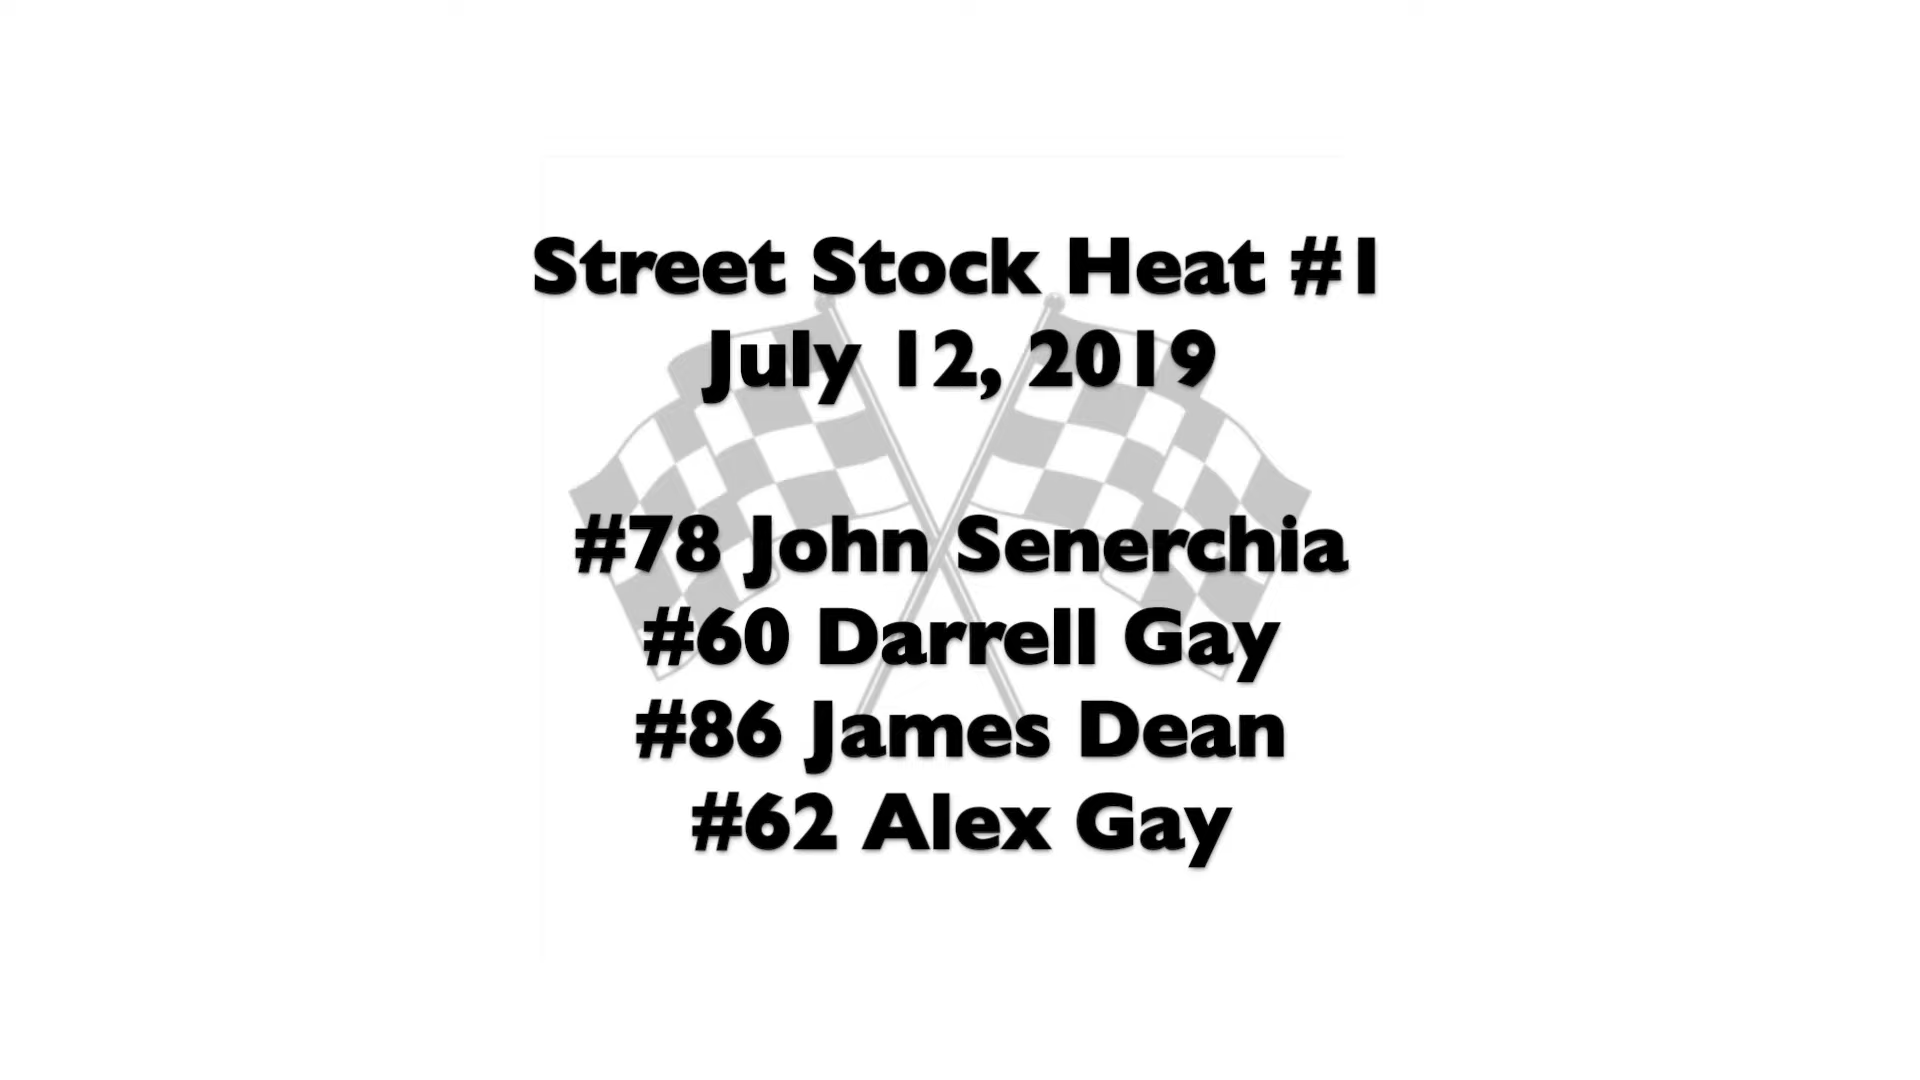 Street Stock Heat #1
July 12, 2019
#78 John Senerchia
#60 Darrell Gay
#86 James Dean
#62 Alex Gay